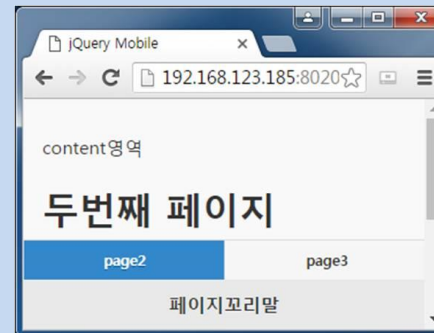 jQuery Mobile
192.168.123.185:8020
content영역
두번째 페이지
page2 page3
페이지꼬리말